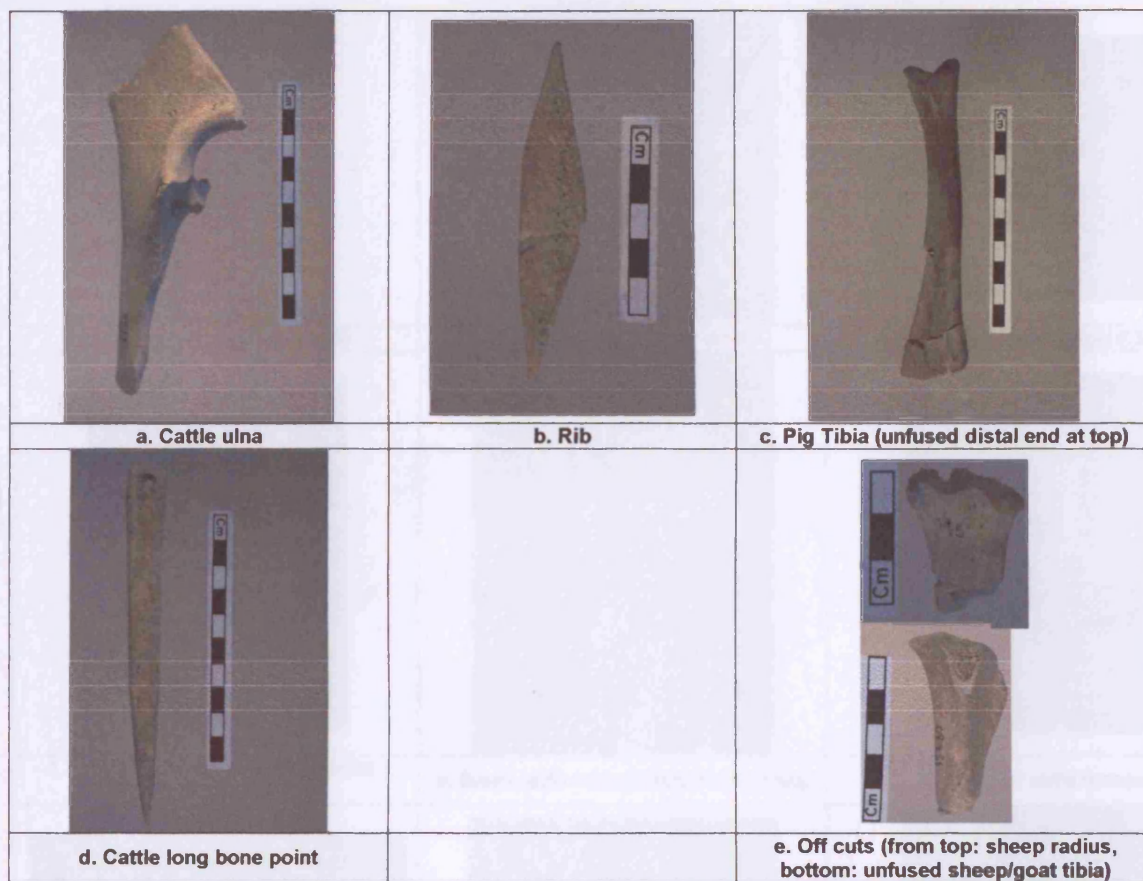 Cm
Cm
Cm
a. Cattle ulna
b. Rib
c. Pig Tibia (unfused distal end at top)
Cm
Cm
Cm
d. Cattle long bone point
e. Off cuts (from top: sheep radius,
bottom: unfused sheep/goat tibia)